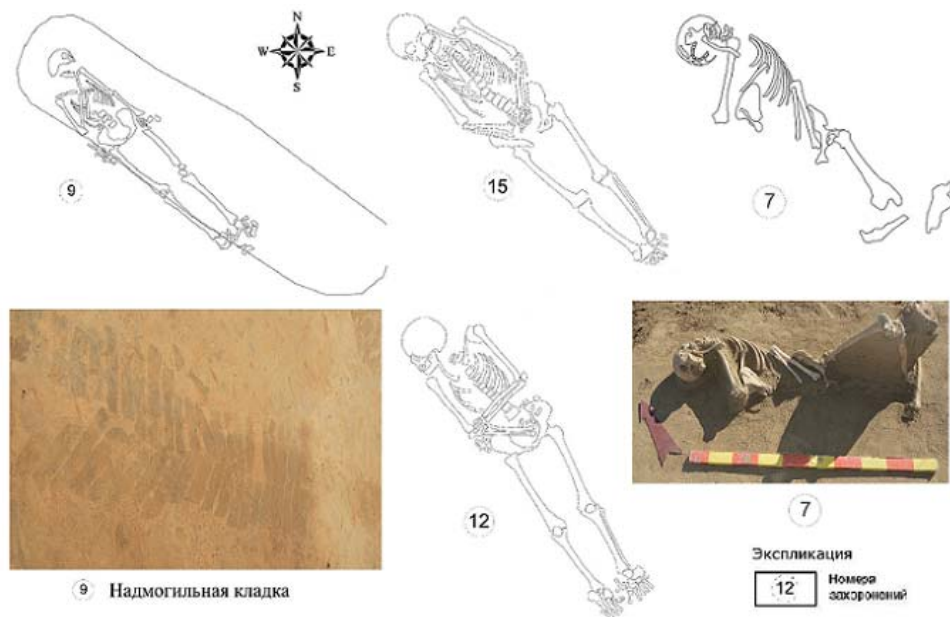 N
W E
S
9
15
7
12
7
9 Надмогильная кладка
Экспликация
12 Номера
захоронений